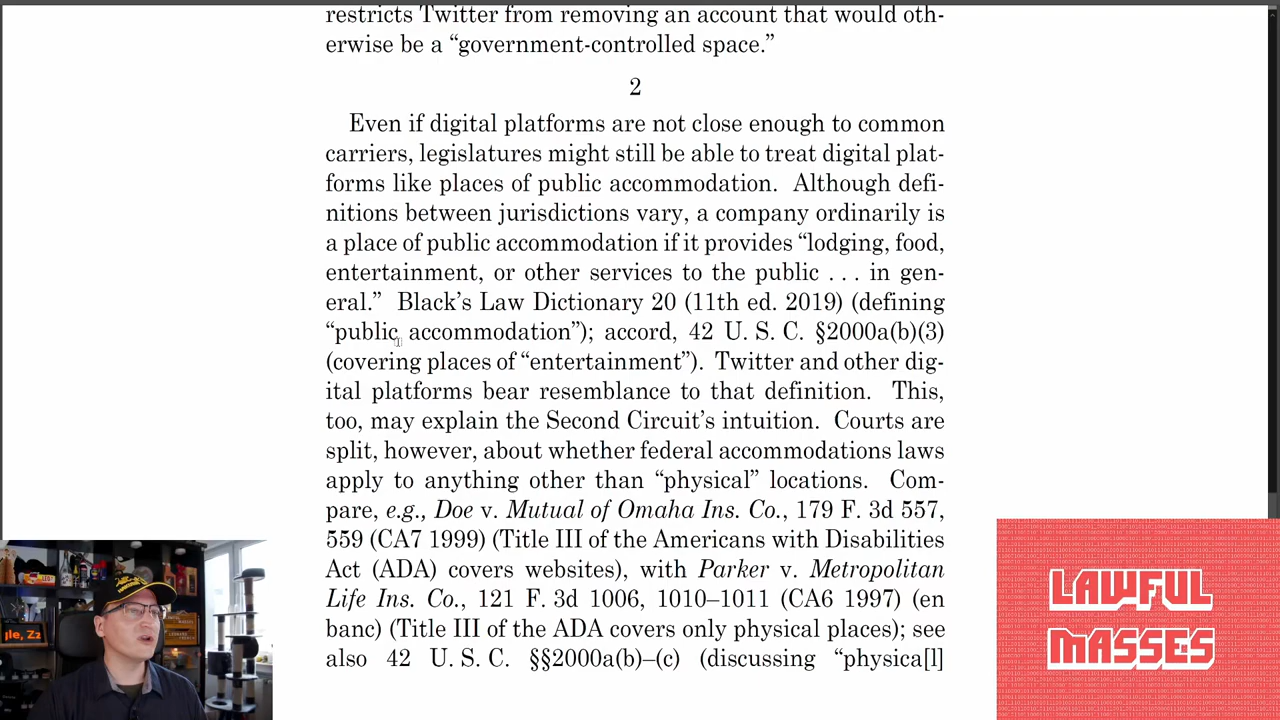 restricts Twitter from removing an account that would oth-
erwise be a “government-controlled space.”
2
Even if digital platforms are not close enough to common
carriers, legislatures might still be able to treat digital plat-
forms like places of public accommodation. Although defi-
nitions between jurisdictions vary, a company ordinarily is
a place of public accommodation if it provides “lodging, food,
entertainment, or other services to the public . . . in gen-
eral.” Black’s Law Dictionary 20 (11th ed. 2019) (defining
“public accommodation”); accord, 42 U. S. C. §2000a(b)(3)
(covering places of “entertainment”). Twitter and other dig-
ital platforms bear resemblance to that definition. This,
too, may explain the Second Circuit’s intuition. Courts are
split, however, about whether federal accommodations laws
apply to anything other than “physical” locations. Com-
pare, e.g., Doe v. Mutual of Omaha Ins. Co., 179 F. 3d 557,
559 (CA7 1999) (Title III of the Americans with Disabilities
Act (ADA) covers websites), with Parker v. Metropolitan
Life Ins. Co., 121 F. 3d 1006, 1010–1011 (CA6 1997) (en
banc) (Title III of the ADA covers only physical places); see
also 42 U. S. C. §§2000a(b)–(c) (discussing “physica[l]
LAWFUL
MASSES